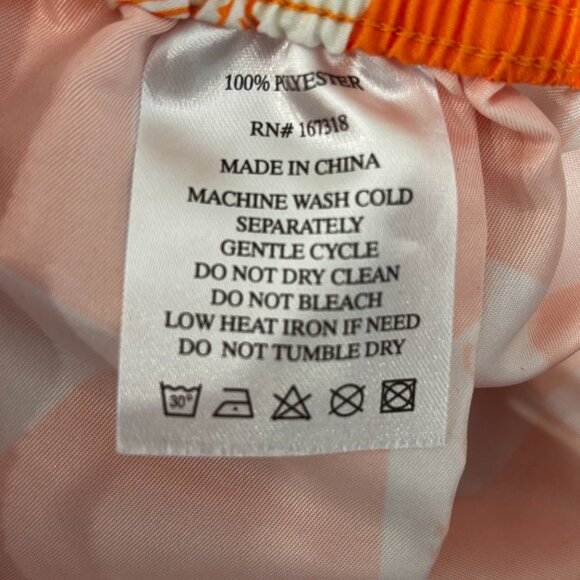 100% POLYESTER
RN# 167318
MADE IN CHINA
MACHINE WASH COLD
SEPARATELY
GENTLE CYCLE
DO NOT DRY CLEAN
DO NOT BLEACH
LOW HEAT IRON IF NEED
DO NOT TUMBLE DRY
30°